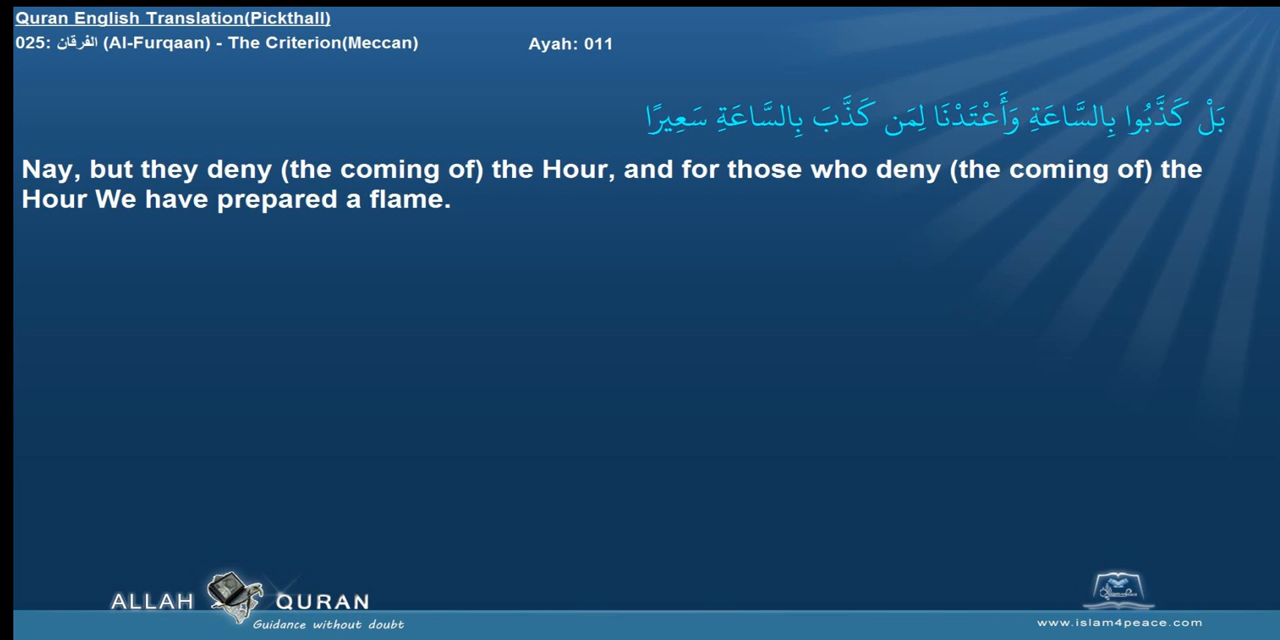 Quran English Translation(Pickthall)
025: الفرقان (Al-Furqaan) - The Criterion(Meccan) Ayah: 011
بَلْ كَذَّبُوا بِالسَّاعَةِ وَأَعْتَدْنَا لِمَن كَذَّبَ بِالسَّاعَةِ سَعِيرًا
Nay, but they deny (the coming of) the Hour, and for those who deny (the coming of) the
Hour We have prepared a flame.
ALLAH QURAN
Guidance without doubt
www.islam4peace.com